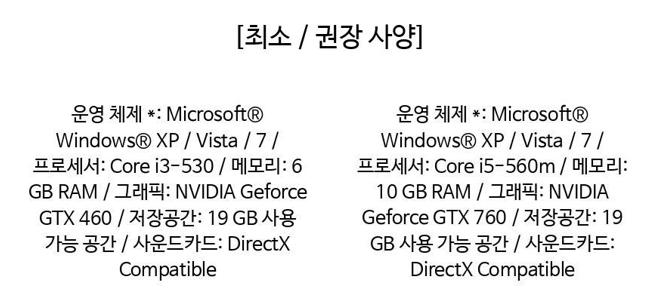 [최소 / 권장 사양]
운영 체제 *: Microsoft®
Windows® XP / Vista / 7 /
프로세서: Core i3-530 / 메모리: 6
GB RAM / 그래픽: NVIDIA Geforce
GTX 460 / 저장공간: 19 GB 사용
가능 공간 / 사운드카드: DirectX
Compatible
운영 체제 *: Microsoft®
Windows® XP / Vista / 7 /
프로세서: Core i5-560m / 메모리:
10 GB RAM / 그래픽: NVIDIA
Geforce GTX 760 / 저장공간: 19
GB 사용 가능 공간 / 사운드카드:
DirectX Compatible